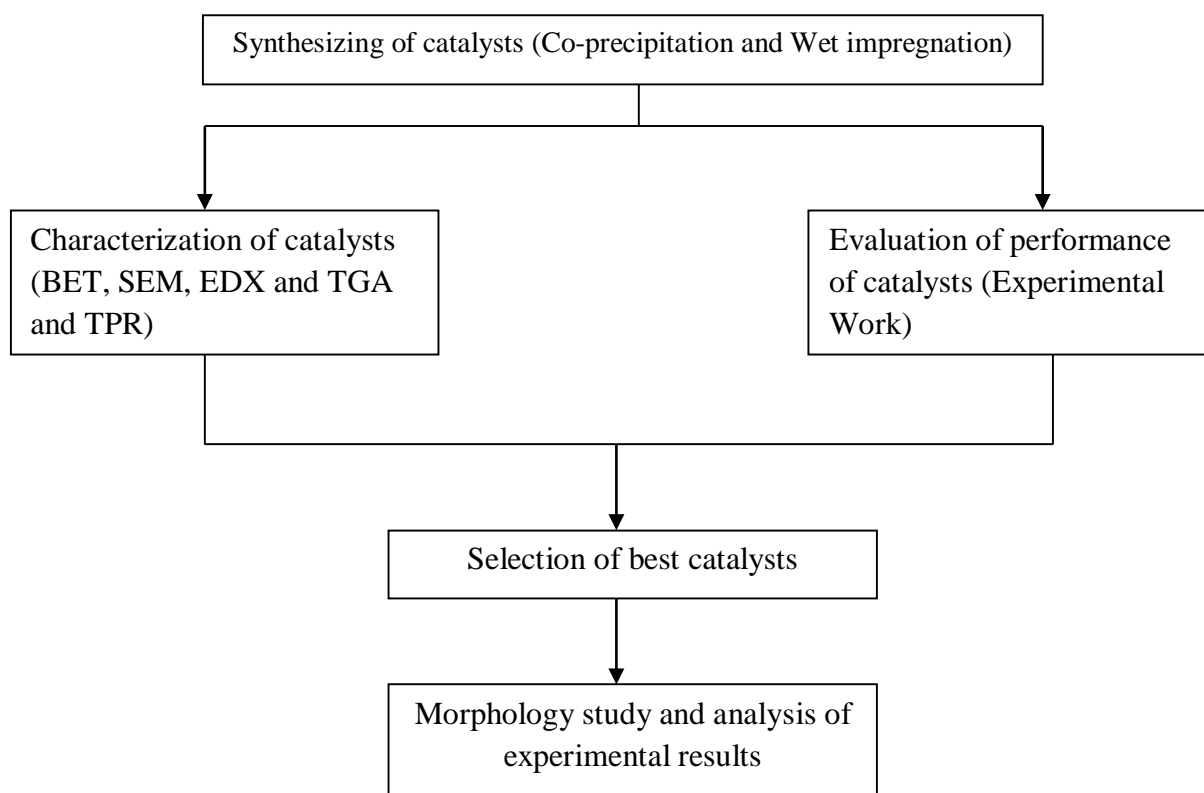 Synthesizing of catalysts (Co-precipitation and Wet impregnation)
Characterization of catalysts
(BET, SEM, EDX and TGA
and TPR)
Evaluation of performance
of catalysts (Experimental
Work)
Selection of best catalysts
Morphology study and analysis of
experimental results